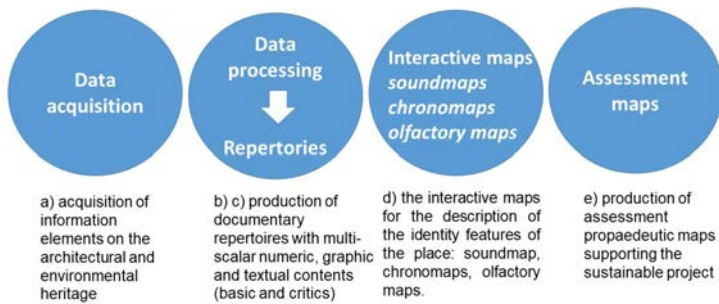 Data
acquisition
Data
processing
Repertories
Interactive maps
soundmaps
chronomaps
olfactory maps
Assessment
maps
a) acquisition of
information
elements on the
architectural and
environmental
heritage
b) c) production of
documentary
repertoires with multi-
scalar numeric, graphic
and textual contents
(basic and critics)
d) the interactive maps
for the description of
the identity features of
the place: soundmap,
chronomaps, olfactory
maps.
e) production of
assessment
propaedeutic maps
supporting the
sustainable project